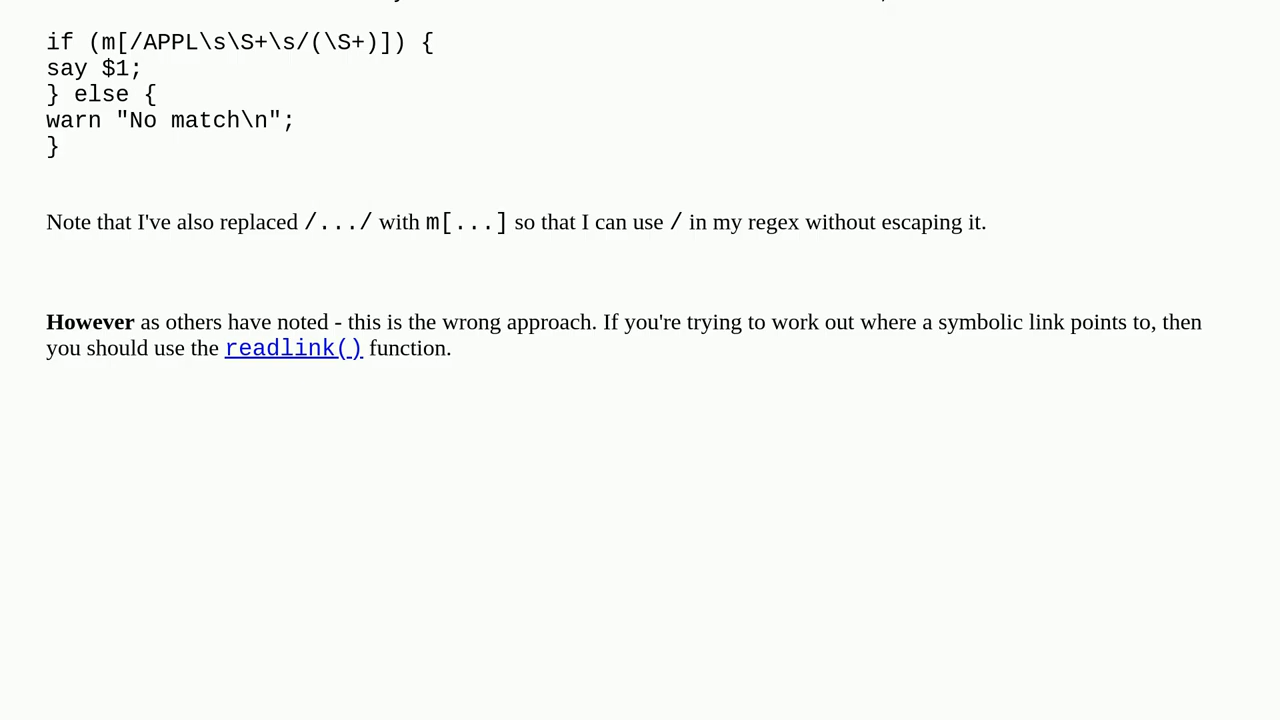 if (m[/APPL\s\S+\s/(\S+)]) {
say $1;
} else {
warn "No match\n";
}
Note that I've also replaced /.../ with m[...] so that I can use / in my regex without escaping it.
However as others have noted - this is the wrong approach. If you're trying to work out where a symbolic link points to, then
you should use the readlink() function.